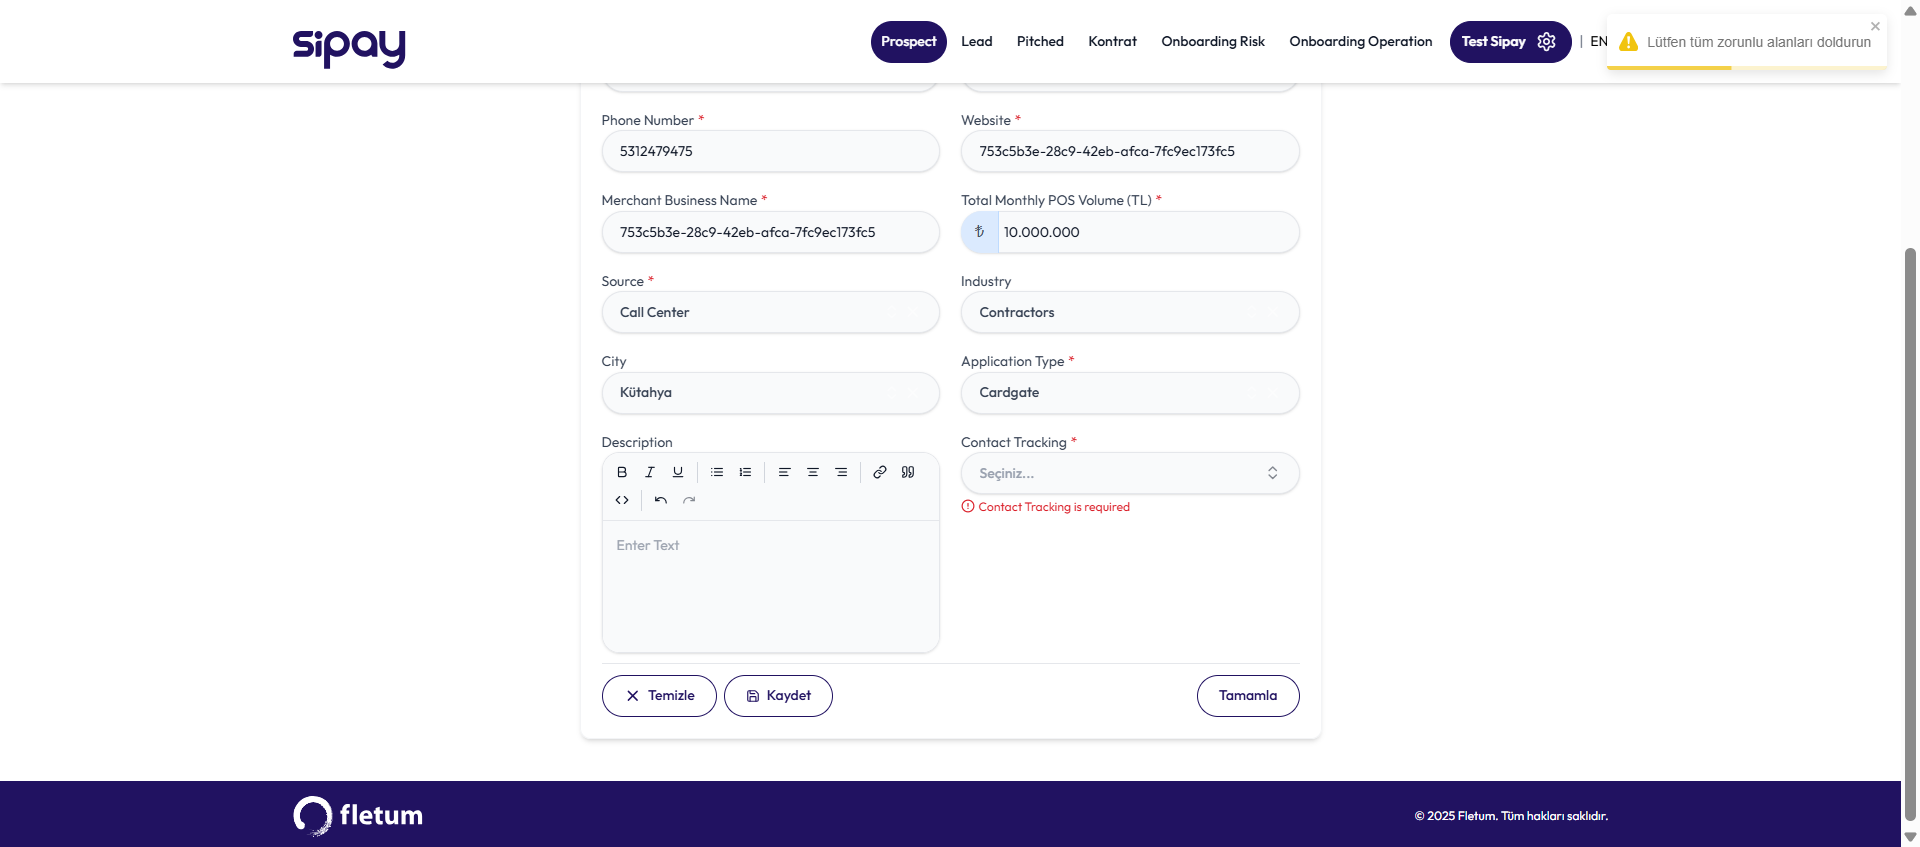 sipay
Prospect Lead Pitched Kontrat Onboarding Risk Onboarding Operation Test Sipay | EN
Lütfen tüm zorunlu alanları doldurun
Phone Number * Website *
5312479475 753c5b3e-28c9-42eb-afca-7fc9ec173fc5
Merchant Business Name * Total Monthly POS Volume (TL) *
753c5b3e-28c9-42eb-afca-7fc9ec173fc5 ₺ 10.000.000
Source * Industry
Call Center Contractors
City Application Type *
Kütahya Cardgate
Description Contact Tracking *
Seçiniz...
Contact Tracking is required
Enter Text
Temizle Kaydet Tamamla
fletum © 2025 Fletum. Tüm hakları saklıdır.